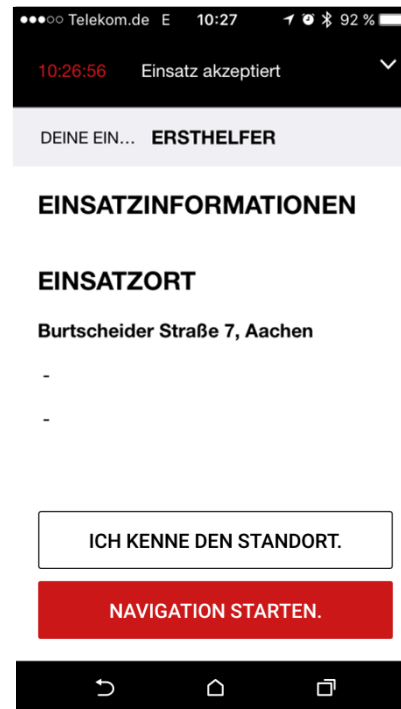 Telekom.de E 10:27 92 %
10:26:56 Einsatz akzeptiert
DEINE EIN... ERSTHELFER
EINSATZINFORMATIONEN
EINSATZORT
Burtscheider Straße 7, Aachen
-
-
ICH KENNE DEN STANDORT.
NAVIGATION STARTEN.